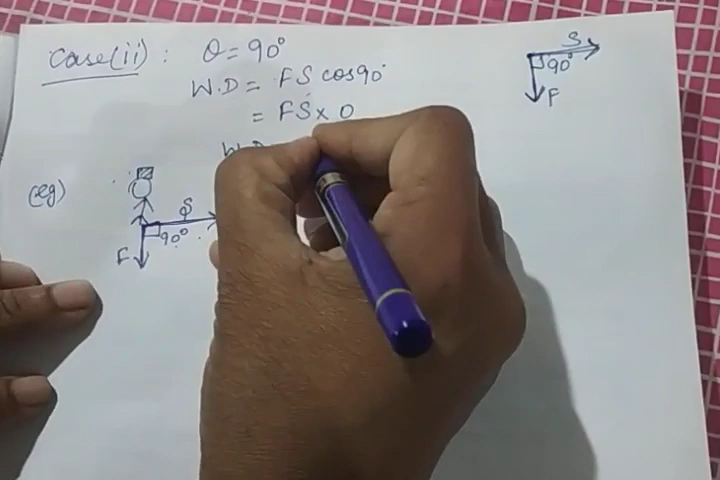 Case(ii) : θ = 90°
W.D = FS cos90°
= FS × 0
W.D
(eg)
S
90°
F
S
90°
F